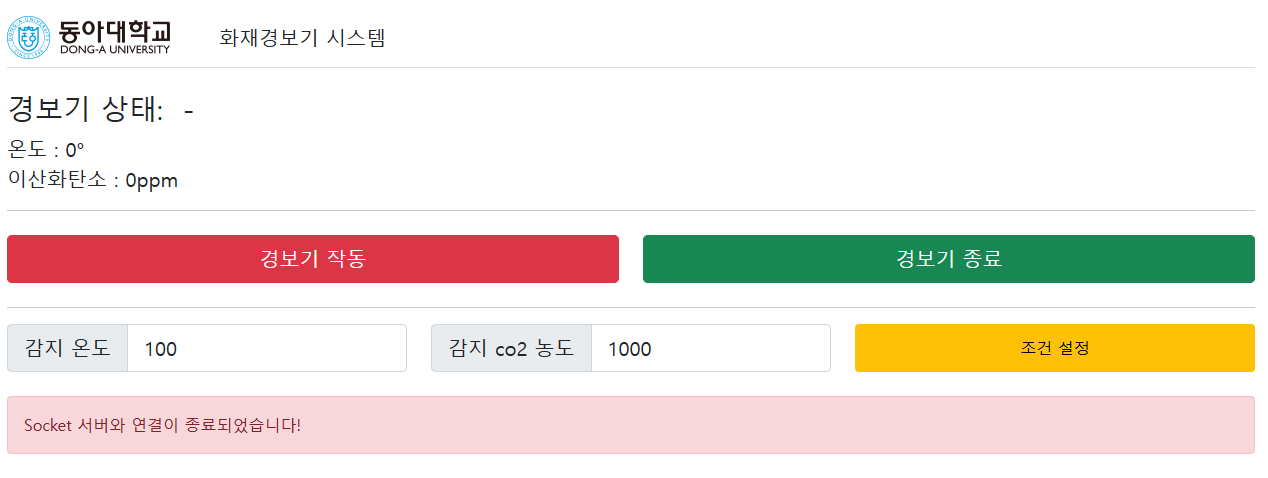 동아대학교
DONG-A UNIVERSITY
화재경보기 시스템
경보기 상태: -
온도 : 0°
이산화탄소 : 0ppm
경보기 작동
경보기 종료
감지 온도 100
감지 co2 농도 1000
조건 설정
Socket 서버와 연결이 종료되었습니다!